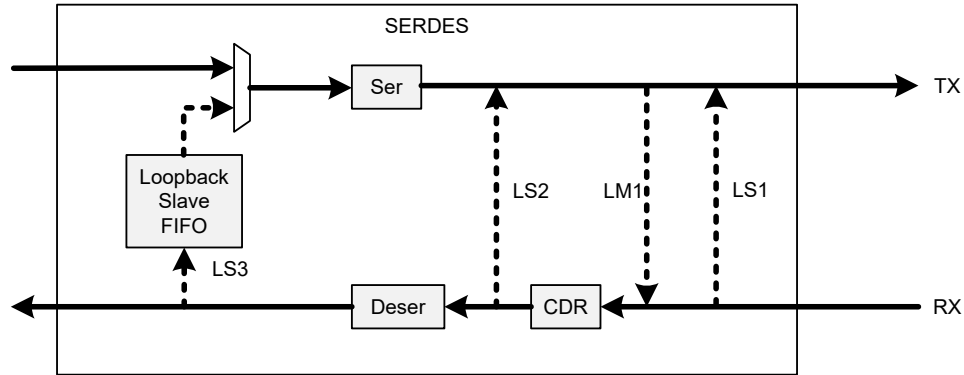 SERDES
Ser
TX
Loopback
Slave
FIFO
LS2
LM1
LS1
LS3
Deser
CDR
RX